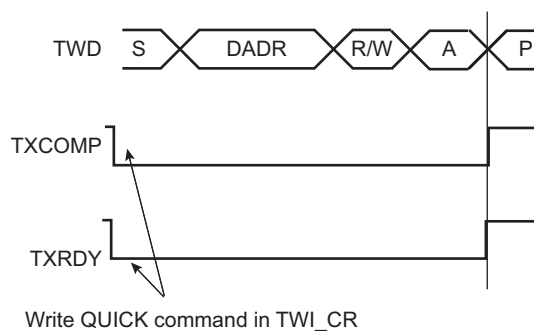 TWD S DADR R/W A P
TXCOMP
TXRDY
Write QUICK command in TWI_CR